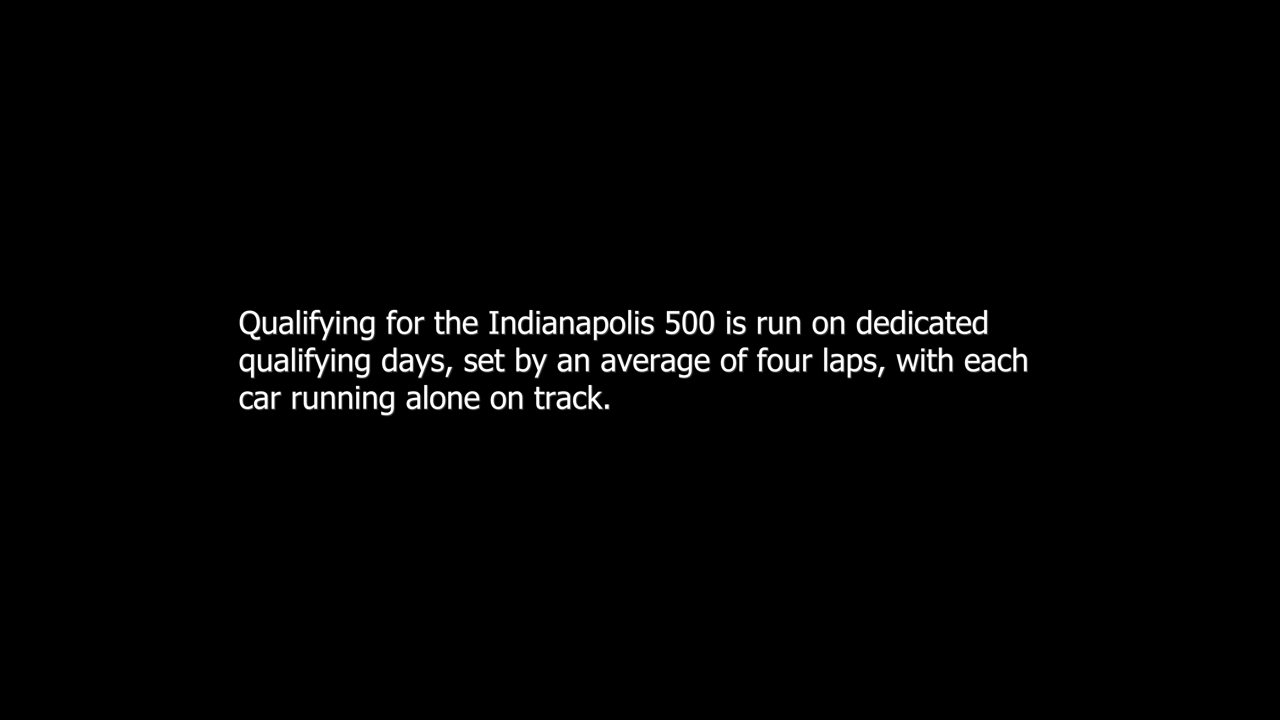 Qualifying for the Indianapolis 500 is run on dedicated
qualifying days, set by an average of four laps, with each
car running alone on track.